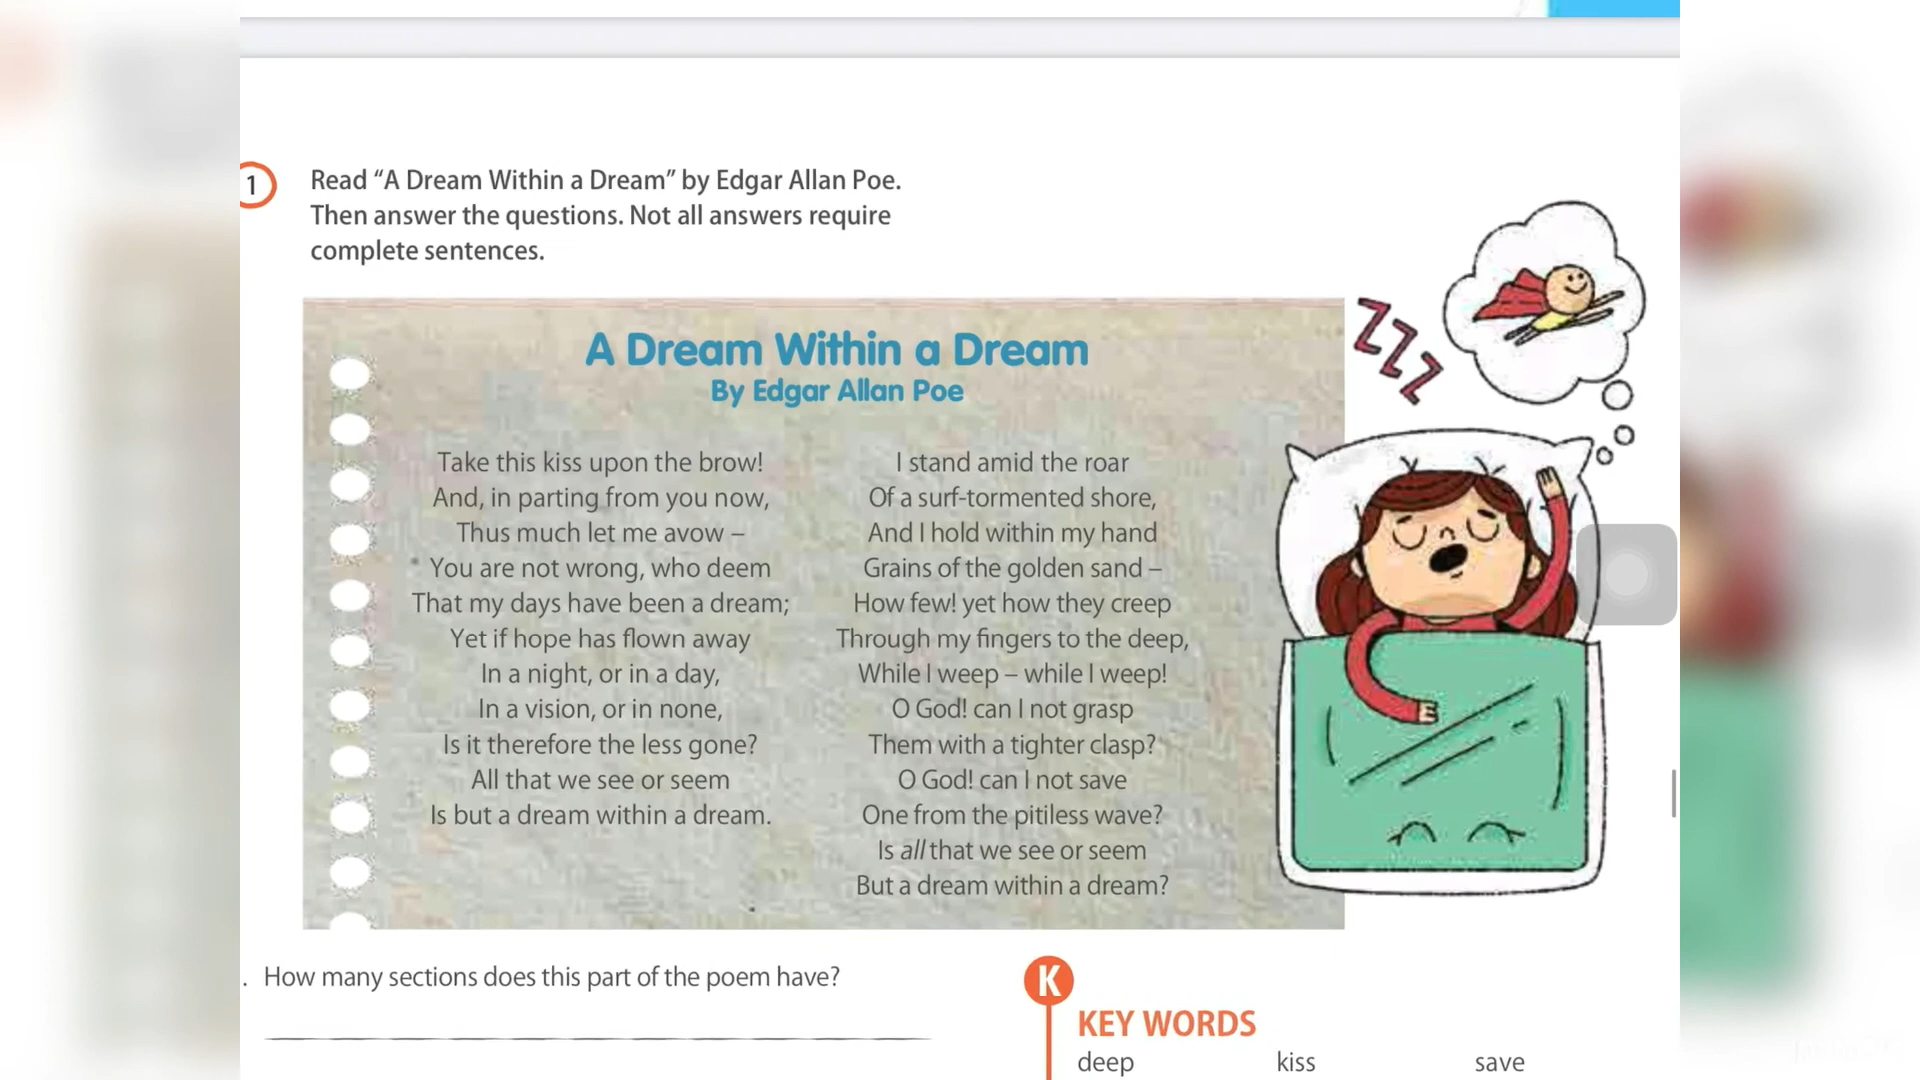 1
Read “A Dream Within a Dream” by Edgar Allan Poe.
Then answer the questions. Not all answers require
complete sentences.
ZZZ
A Dream Within a Dream
By Edgar Allan Poe
Take this kiss upon the brow!
And, in parting from you now,
Thus much let me avow –
You are not wrong, who deem
That my days have been a dream;
Yet if hope has flown away
In a night, or in a day,
In a vision, or in none,
Is it therefore the less gone?
All that we see or seem
Is but a dream within a dream.
I stand amid the roar
Of a surf-tormented shore,
And I hold within my hand
Grains of the golden sand –
How few! yet how they creep
Through my fingers to the deep,
While I weep – while I weep!
O God! can I not grasp
Them with a tighter clasp?
O God! can I not save
One from the pitiless wave?
Is all that we see or seem
But a dream within a dream?
. How many sections does this part of the poem have?
K
KEY WORDS
deep kiss save